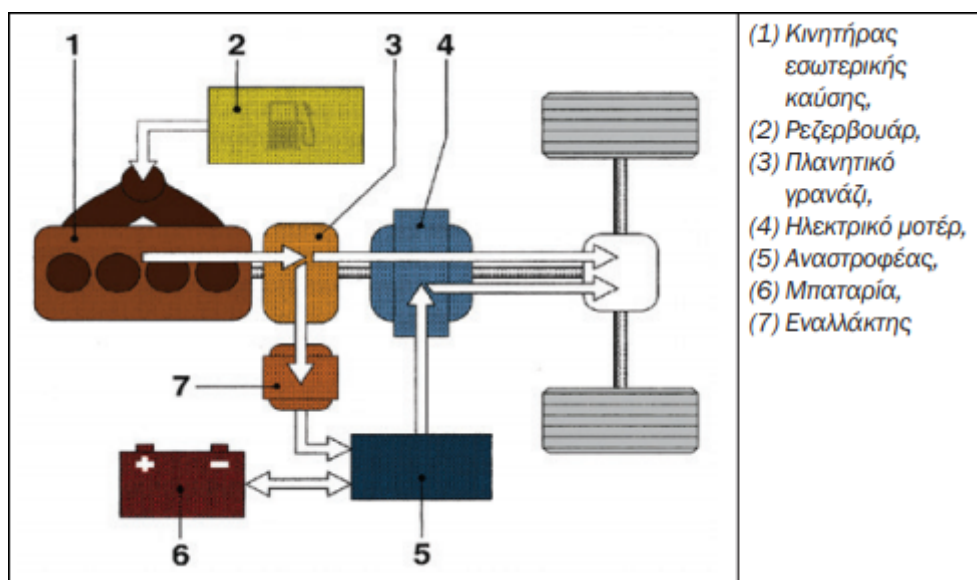 1
2
3
4
7
+ −
6
5
(1) Κινητήρας
εσωτερικής
καύσης,
(2) Ρεζερβουάρ,
(3) Πλανητικό
γρανάζι,
(4) Ηλεκτρικό μοτέρ,
(5) Αναστροφέας,
(6) Μπαταρία,
(7) Εναλλάκτης